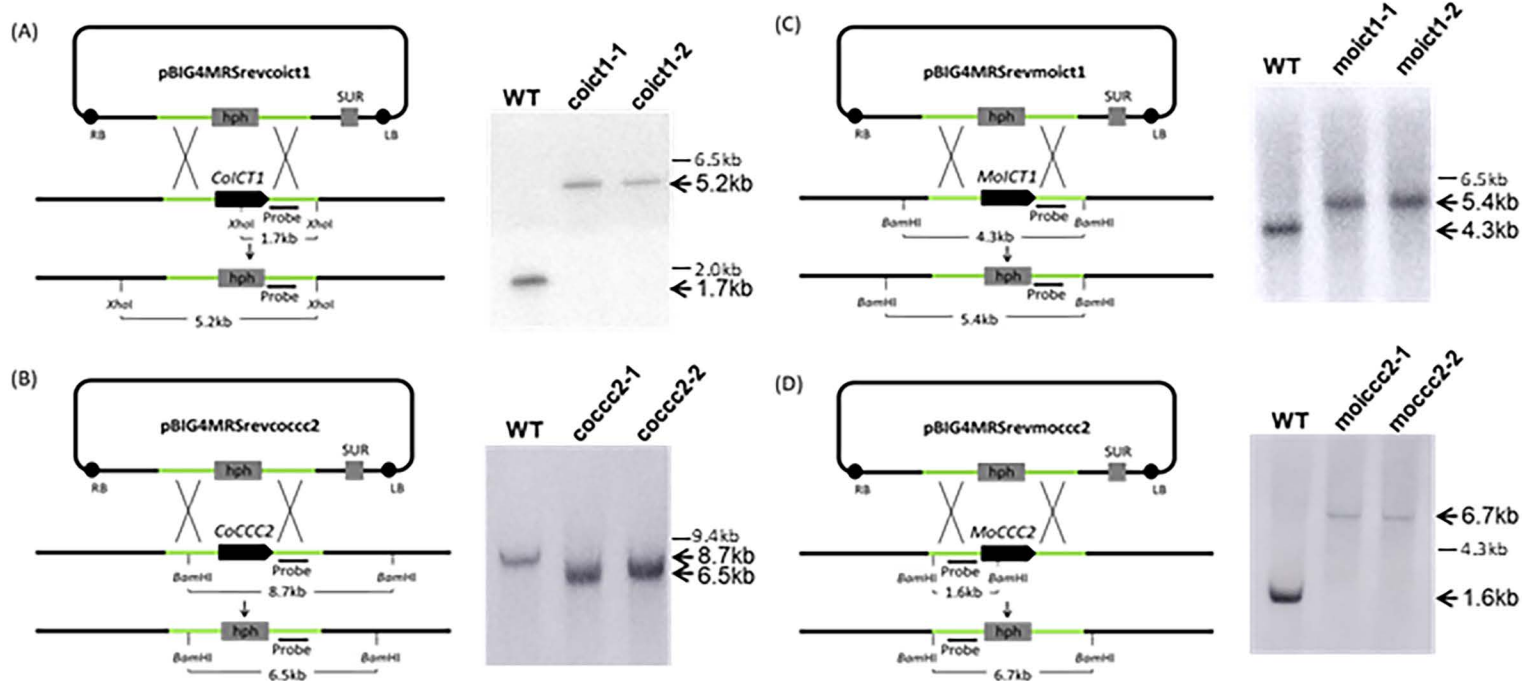 (A)
pBIG4MRSrevcoict1
hph
SUR
RB
LB
CoICT1
XhoI
Probe
XhoI
1.7kb
hph
Probe
XhoI
XhoI
5.2kb
WT
coict1-1
coict1-2
6.5kb
5.2kb
2.0kb
1.7kb
(B)
pBIG4MRSrevcoccc2
hph
SUR
RB
LB
CoCCC2
BamHI
Probe
BamHI
8.7kb
hph
Probe
BamHI
BamHI
6.5kb
WT
coccc2-1
coccc2-2
9.4kb
8.7kb
6.5kb
(C)
pBIG4MRSrevmoict1
hph
SUR
RB
LB
MoICT1
Probe
BamHI
BamHI
4.3kb
hph
Probe
BamHI
BamHI
5.4kb
WT
moict1-1
moict1-2
6.5kb
5.4kb
4.3kb
(D)
pBIG4MRSrevmoccc2
hph
SUR
RB
LB
MoCCC2
BamHI
Probe
BamHI
1.6kb
hph
BamHI
Probe
BamHI
6.7kb
WT
moiccc2-1
moccc2-2
6.7kb
4.3kb
1.6kb